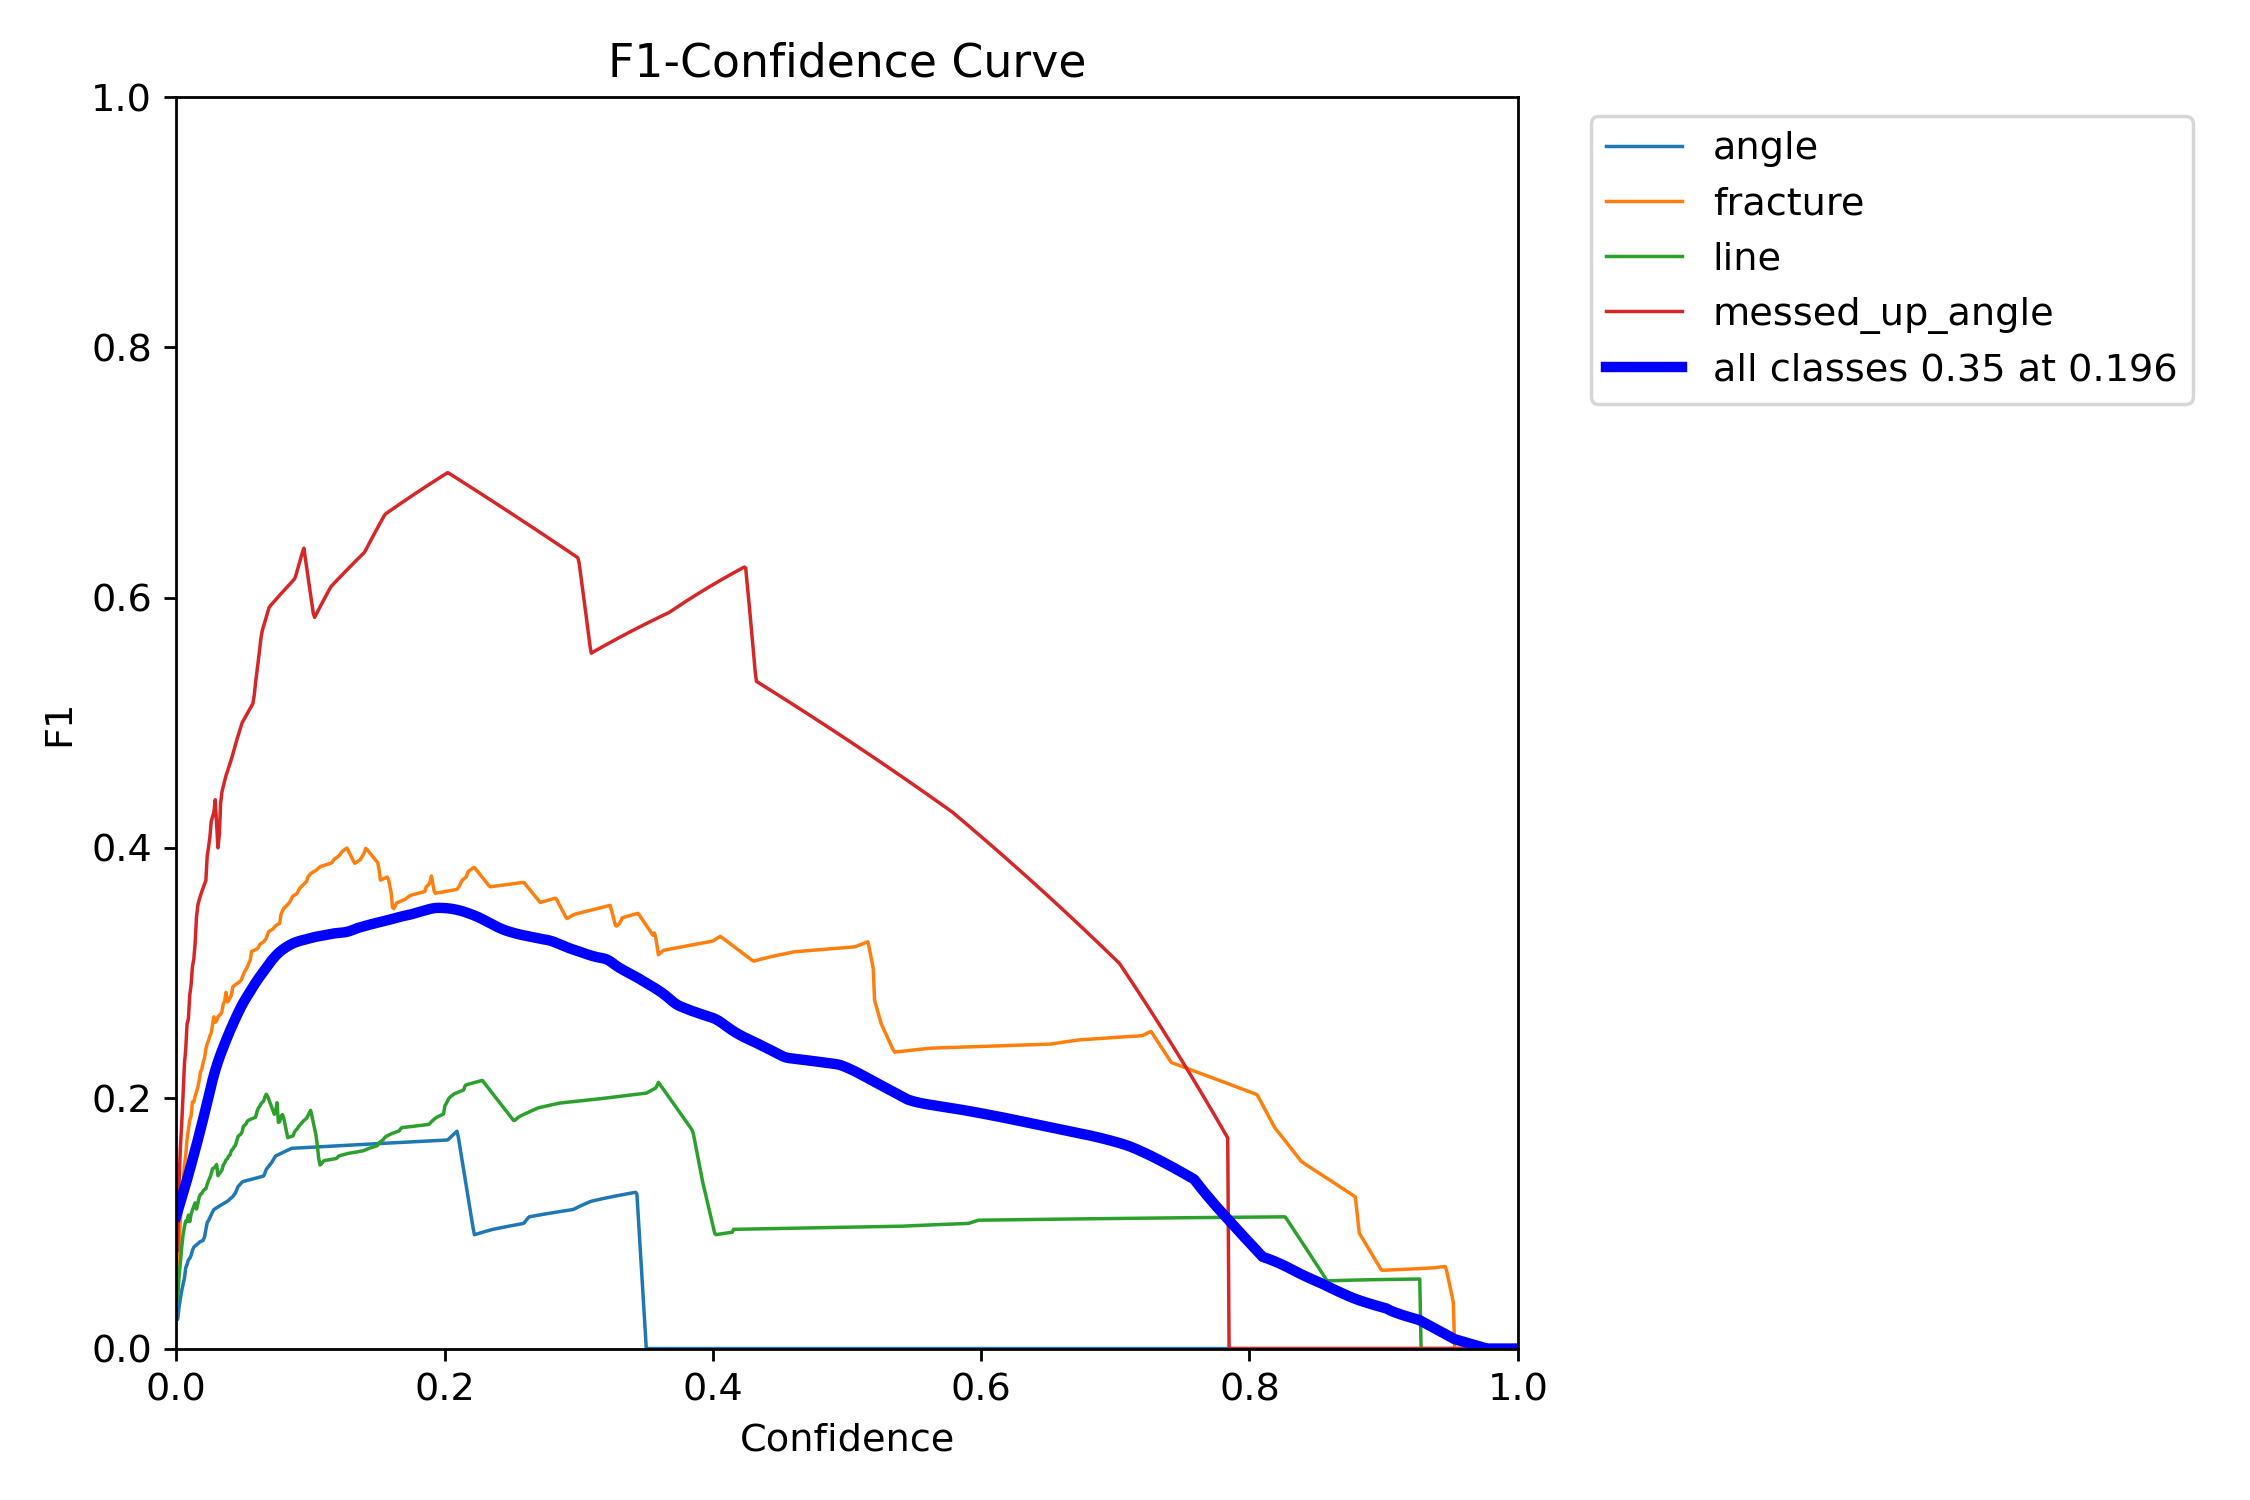 F1-Confidence Curve
1.0
0.8
0.6
0.4
0.2
0.0
F1
0.0 0.2 0.4 0.6 0.8 1.0
Confidence
angle
fracture
line
messed_up_angle
all classes 0.35 at 0.196